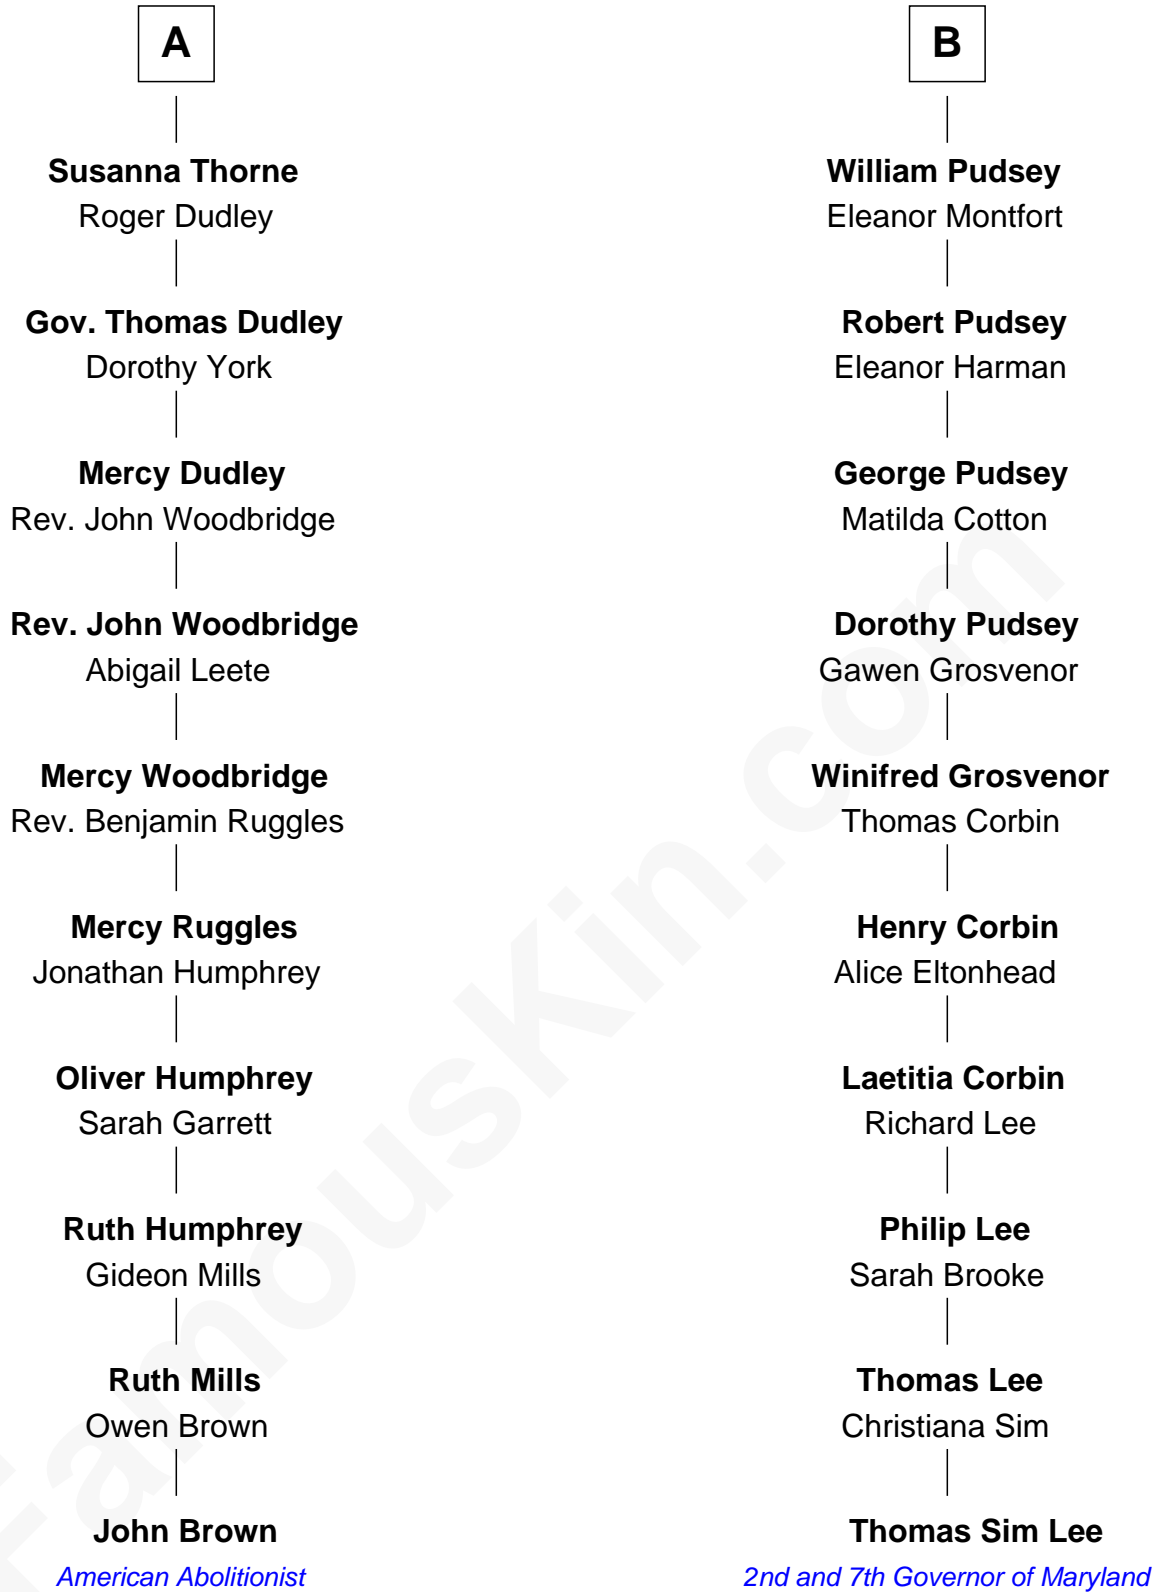 A
Susanna Thorne
Roger Dudley
Gov. Thomas Dudley
Dorothy York
Mercy Dudley
Rev. John Woodbridge
Rev. John Woodbridge
Abigail Leete
Mercy Woodbridge
Rev. Benjamin Ruggles
Mercy Ruggles
Jonathan Humphrey
Oliver Humphrey
Sarah Garrett
Ruth Humphrey
Gideon Mills
Ruth Mills
Owen Brown
John Brown
American Abolitionist
B
William Pudsey
Eleanor Montfort
Robert Pudsey
Eleanor Harman
George Pudsey
Matilda Cotton
Dorothy Pudsey
Gawen Grosvenor
Winifred Grosvenor
Thomas Corbin
Henry Corbin
Alice Eltonhead
Laetitia Corbin
Richard Lee
Philip Lee
Sarah Brooke
Thomas Lee
Christiana Sim
Thomas Sim Lee
2nd and 7th Governor of Maryland
FamousKin.com